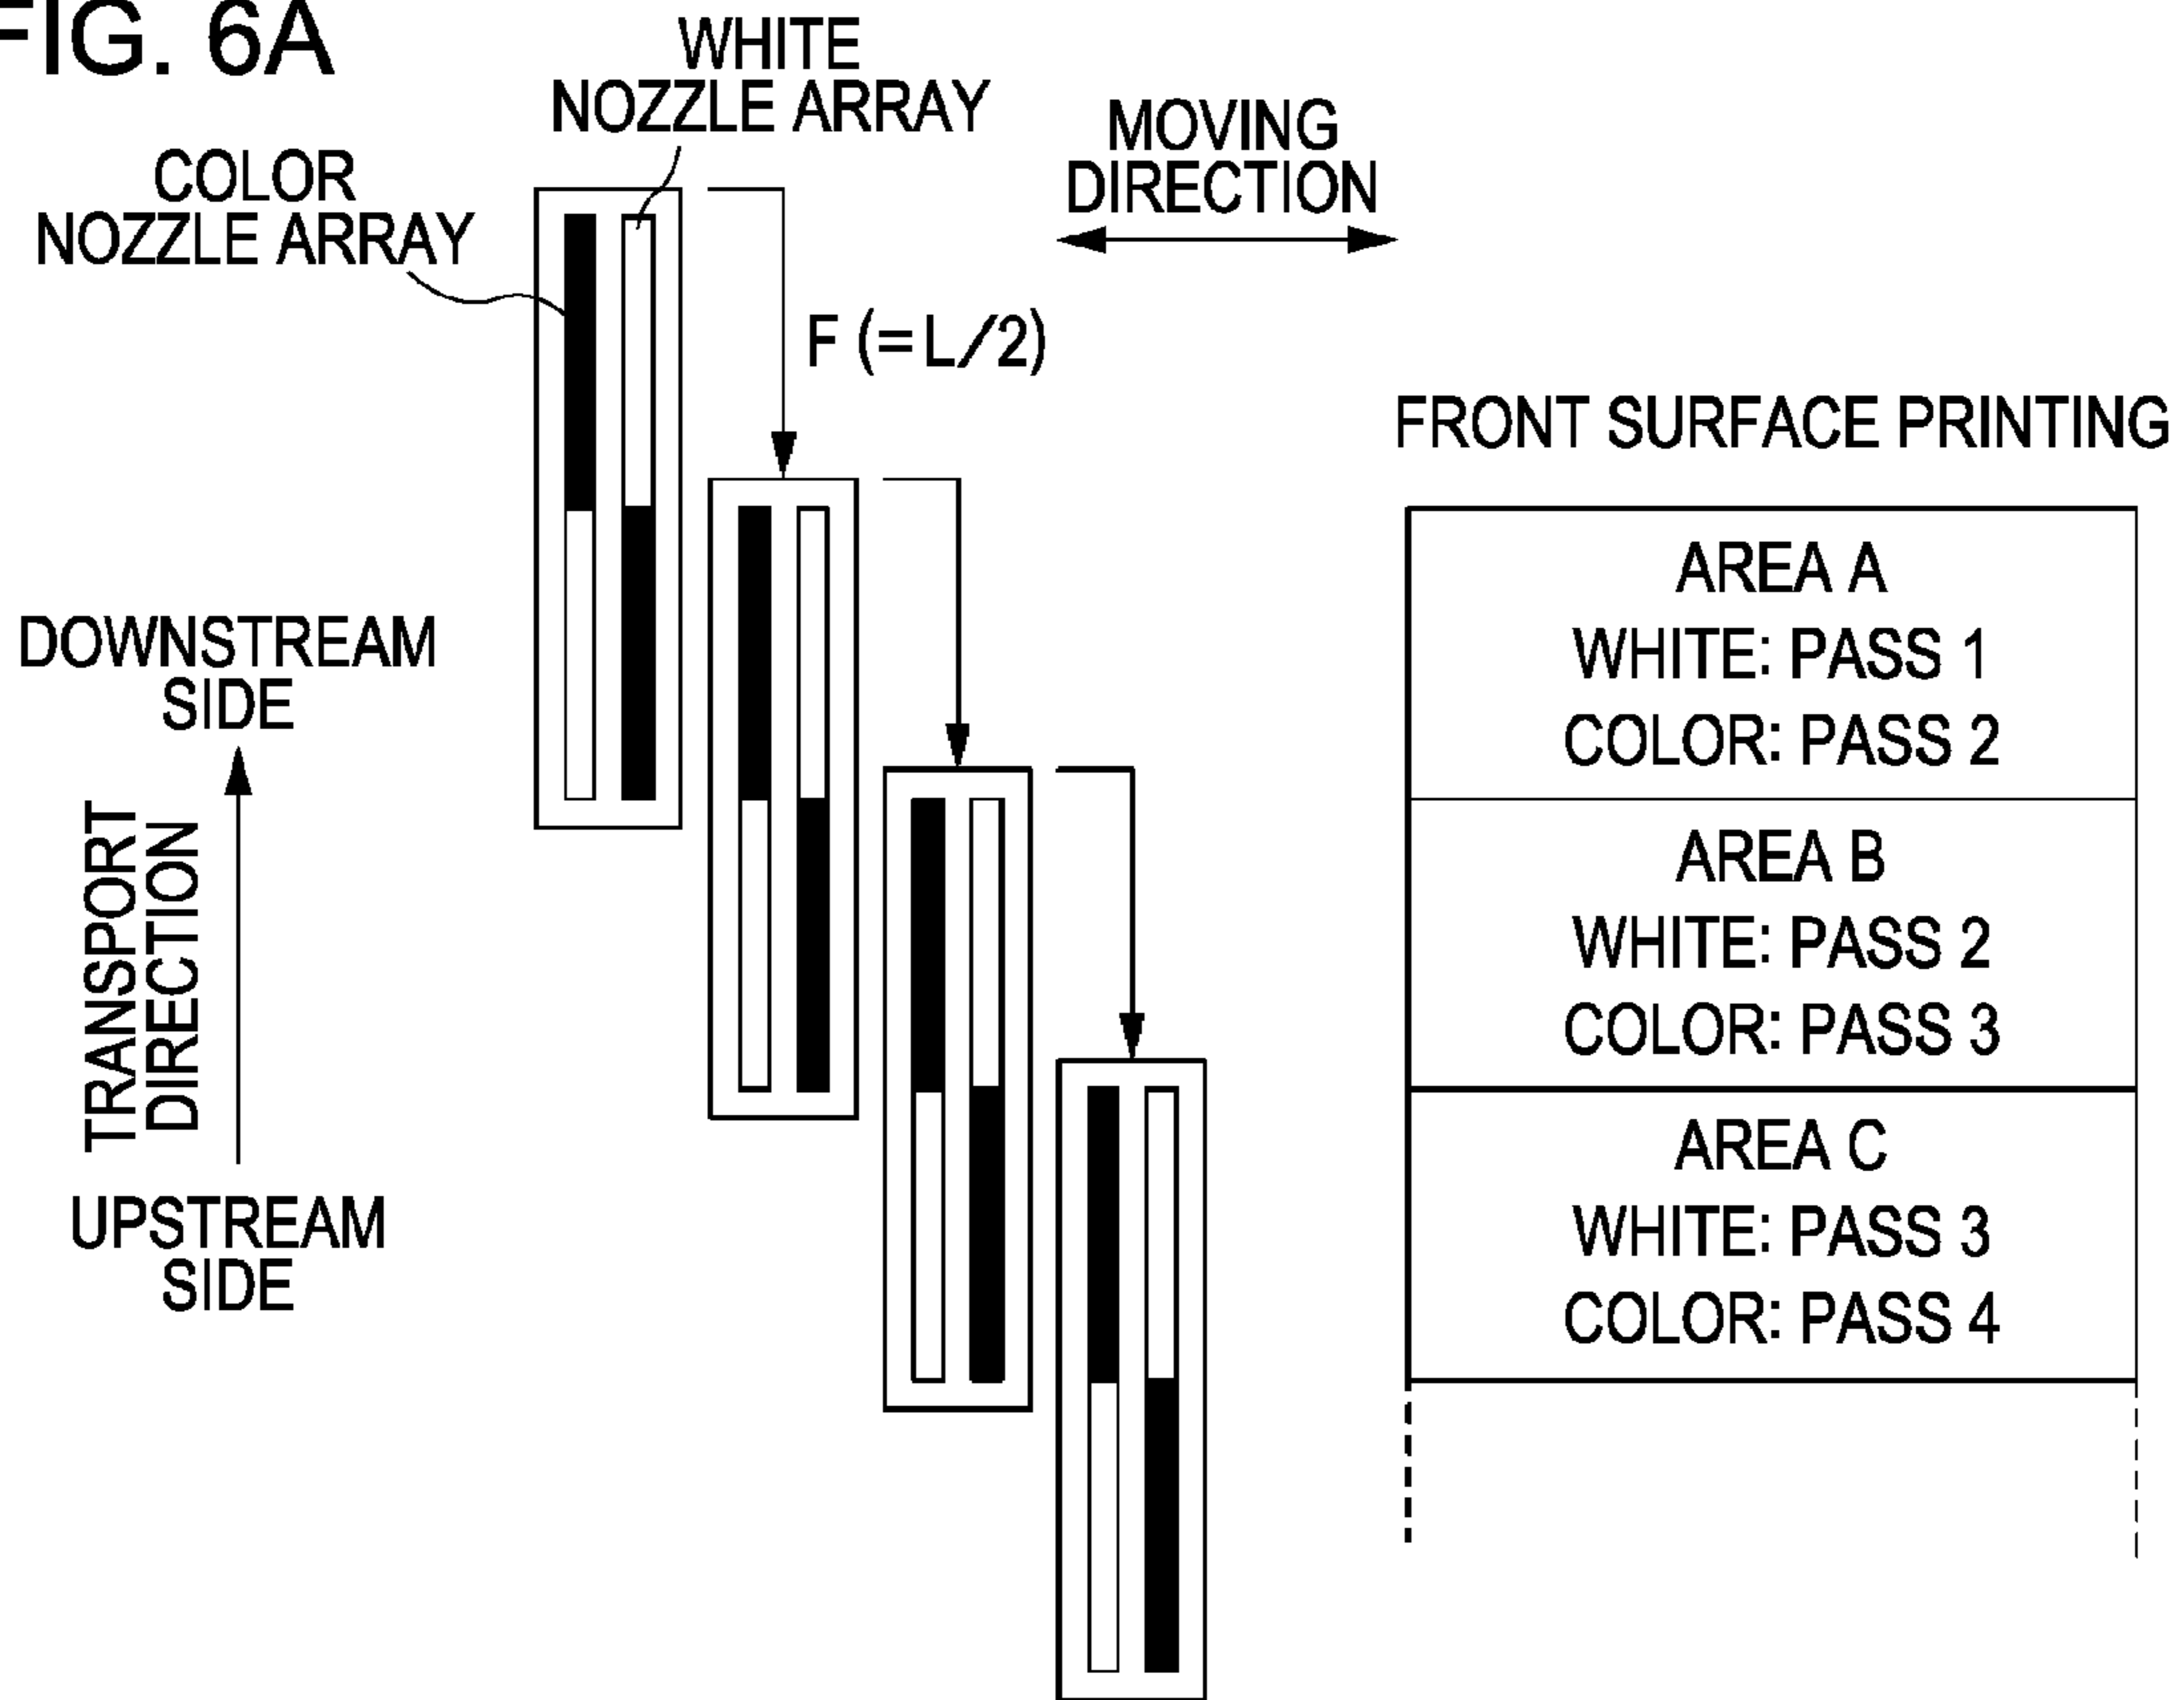 FIG. 6A
WHITE
NOZZLE ARRAY
COLOR
NOZZLE ARRAY
MOVING
DIRECTION
F (=L/2)
FRONT SURFACE PRINTING
AREA A
WHITE: PASS 1
COLOR: PASS 2
AREA B
WHITE: PASS 2
COLOR: PASS 3
AREA C
WHITE: PASS 3
COLOR: PASS 4
DOWNSTREAM
SIDE
TRANSPORT
DIRECTION
UPSTREAM
SIDE